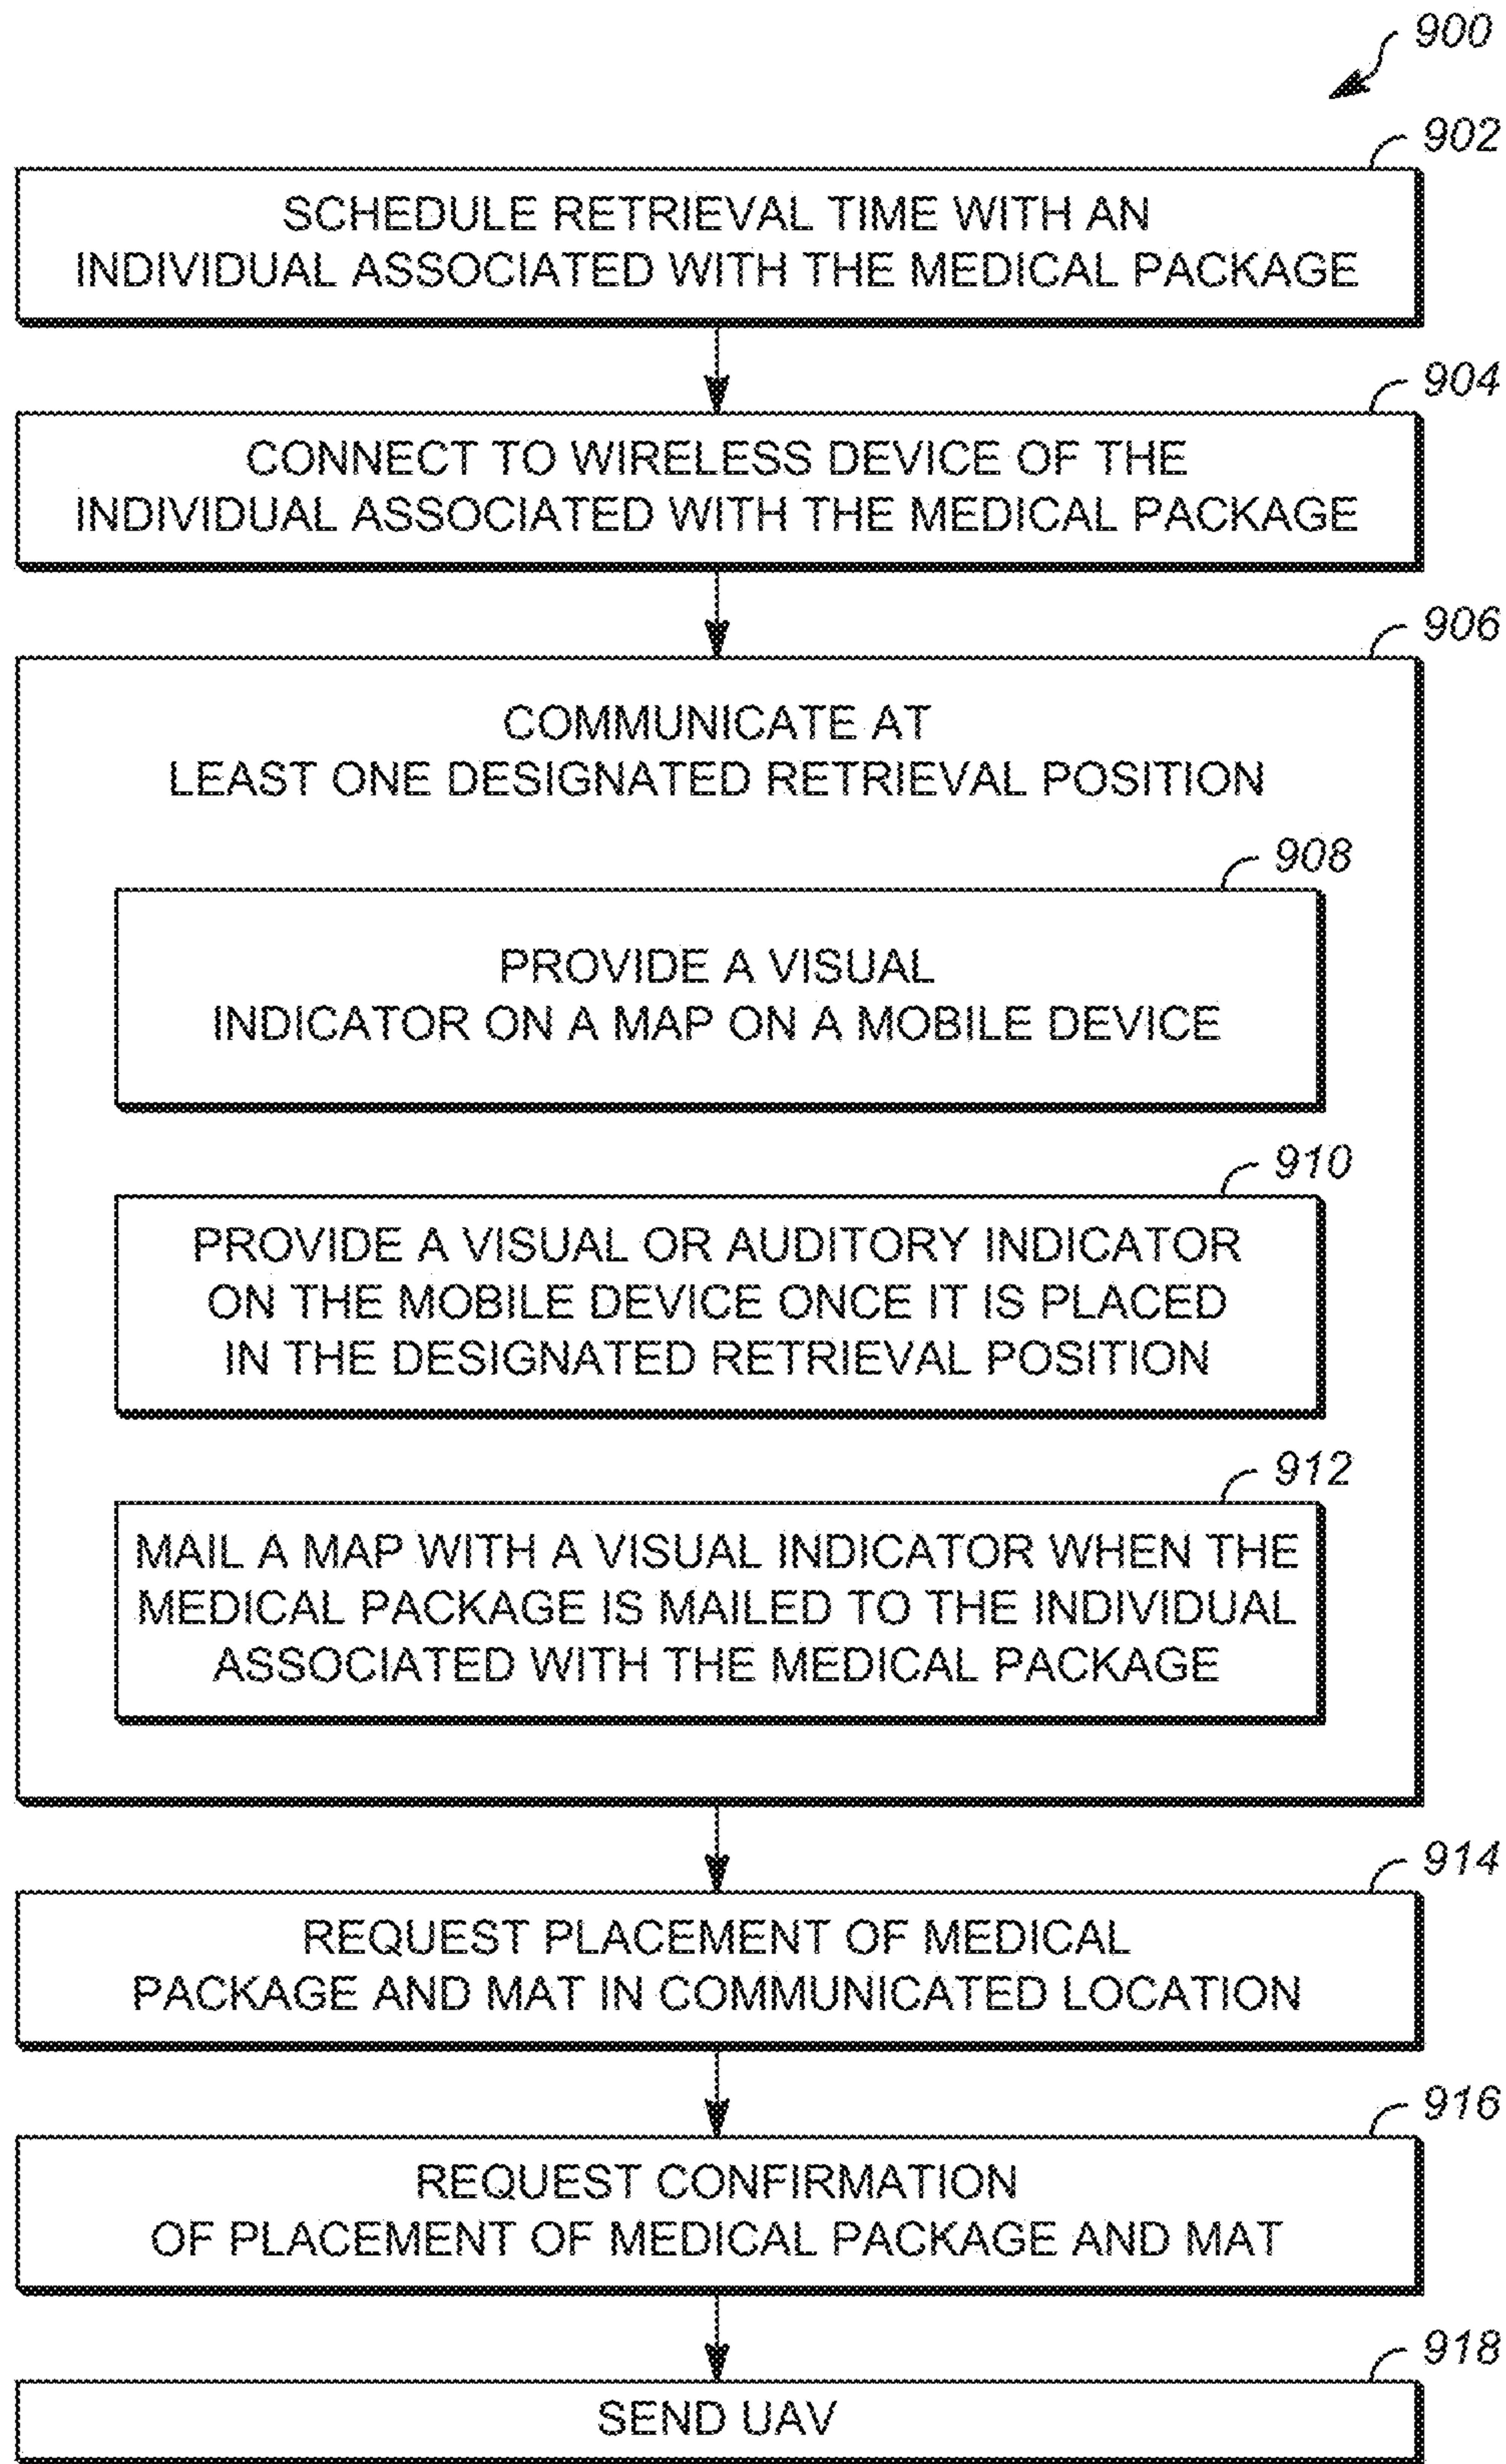 900
902
SCHEDULE RETRIEVAL TIME WITH AN
INDIVIDUAL ASSOCIATED WITH THE MEDICAL PACKAGE
904
CONNECT TO WIRELESS DEVICE OF THE
INDIVIDUAL ASSOCIATED WITH THE MEDICAL PACKAGE
906
COMMUNICATE AT
LEAST ONE DESIGNATED RETRIEVAL POSITION
908
PROVIDE A VISUAL
INDICATOR ON A MAP ON A MOBILE DEVICE
910
PROVIDE A VISUAL OR AUDITORY INDICATOR
ON THE MOBILE DEVICE ONCE IT IS PLACED
IN THE DESIGNATED RETRIEVAL POSITION
912
MAIL A MAP WITH A VISUAL INDICATOR WHEN THE
MEDICAL PACKAGE IS MAILED TO THE INDIVIDUAL
ASSOCIATED WITH THE MEDICAL PACKAGE
914
REQUEST PLACEMENT OF MEDICAL
PACKAGE AND MAT IN COMMUNICATED LOCATION
916
REQUEST CONFIRMATION
OF PLACEMENT OF MEDICAL PACKAGE AND MAT
918
SEND UAV